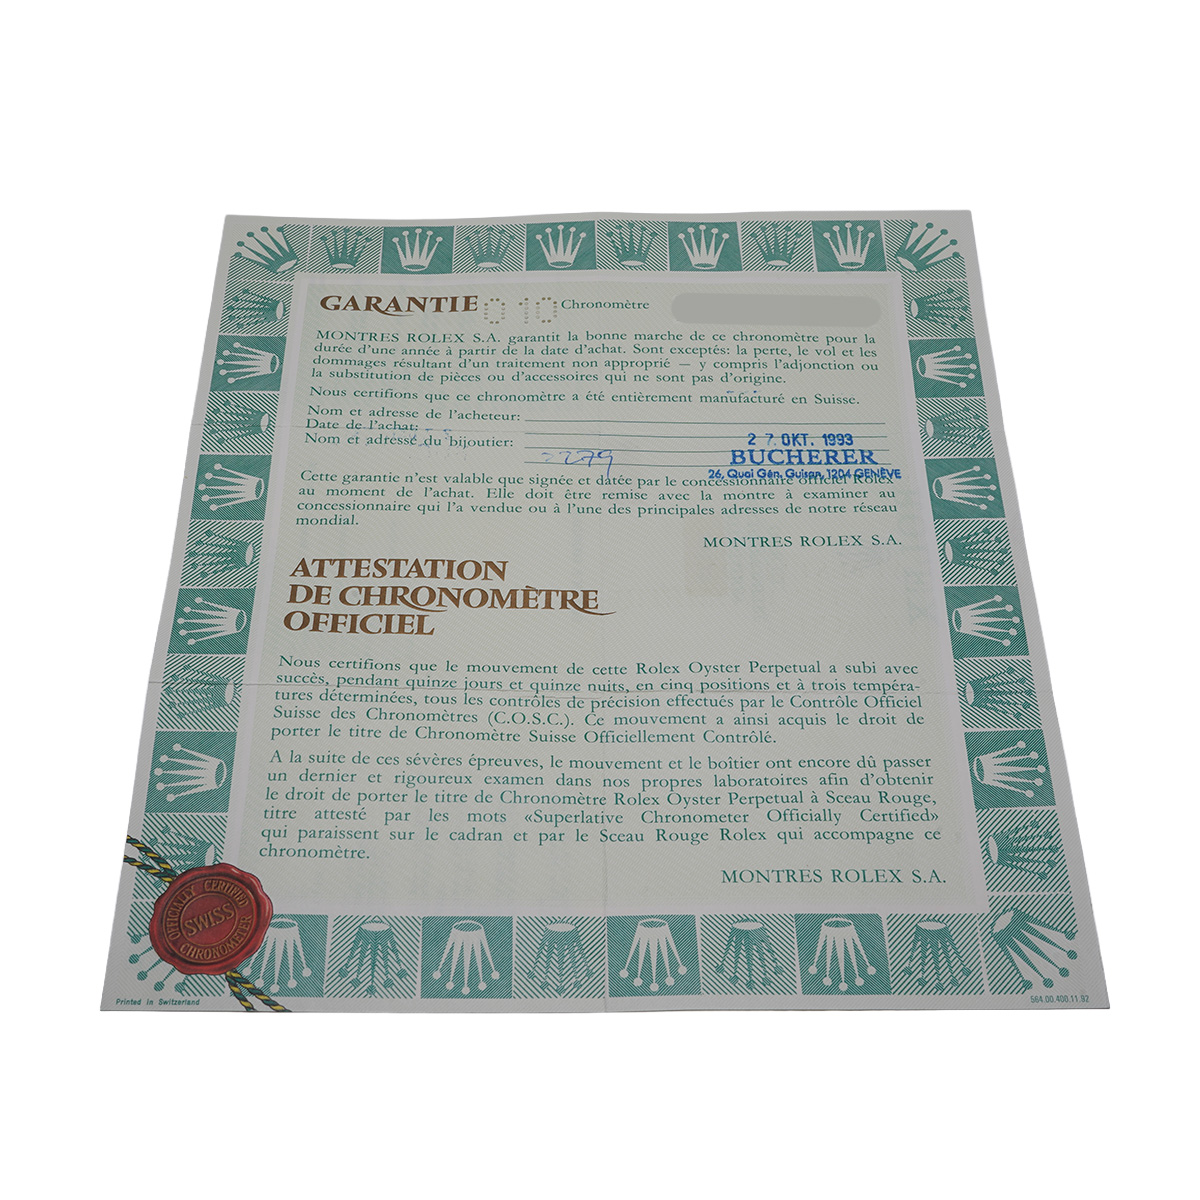 GARANTIE 010 Chronomètre
MONTRES ROLEX S.A. garantit la bonne marche de ce chronomètre pour la
durée d'une année à partir de la date d'achat. Sont exceptés: la perte, le vol et les
dommages résultant d'un traitement non approprié — y compris l'adjonction ou
la substitution de pièces ou d'accessoires qui ne sont pas d'origine.
Nous certifions que ce chronomètre a été entièrement manufacturé en Suisse.
Nom et adresse de l'acheteur:
Date de l'achat:
Nom et adresse du bijoutier:
2279
27. OKT. 1993
BUCHERER
26, Quai Gén. Guisan, 1204 GENÈVE
Cette garantie n'est valable que signée et datée par le concessionnaire officiel Rolex
au moment de l'achat. Elle doit être remise avec la montre à examiner au
concessionnaire qui l'a vendue ou à l'une des principales adresses de notre réseau
mondial.
MONTRES ROLEX S.A.
ATTESTATION
DE CHRONOMÈTRE
OFFICIEL
Nous certifions que le mouvement de cette Rolex Oyster Perpetual a subi avec
succès, pendant quinze jours et quinze nuits, en cinq positions et à trois tempéra-
tures déterminées, tous les contrôles de précision effectués par le Contrôle Officiel
Suisse des Chronomètres (C.O.S.C.). Ce mouvement a ainsi acquis le droit de
porter le titre de Chronomètre Suisse Officiellement Contrôlé.
A la suite de ces sévères épreuves, le mouvement et le boîtier ont encore dû passer
un dernier et rigoureux examen dans nos propres laboratoires afin d'obtenir
le droit de porter le titre de Chronomètre Rolex Oyster Perpetual à Sceau Rouge,
titre attesté par les mots «Superlative Chronometer Officially Certified»
qui paraissent sur le cadran et par le Sceau Rouge Rolex qui accompagne ce
chronomètre.
MONTRES ROLEX S.A.
OFFICIALLY CERTIFIED
SWISS
CHRONOMETER
Printed in Switzerland
564.00.400.11.92